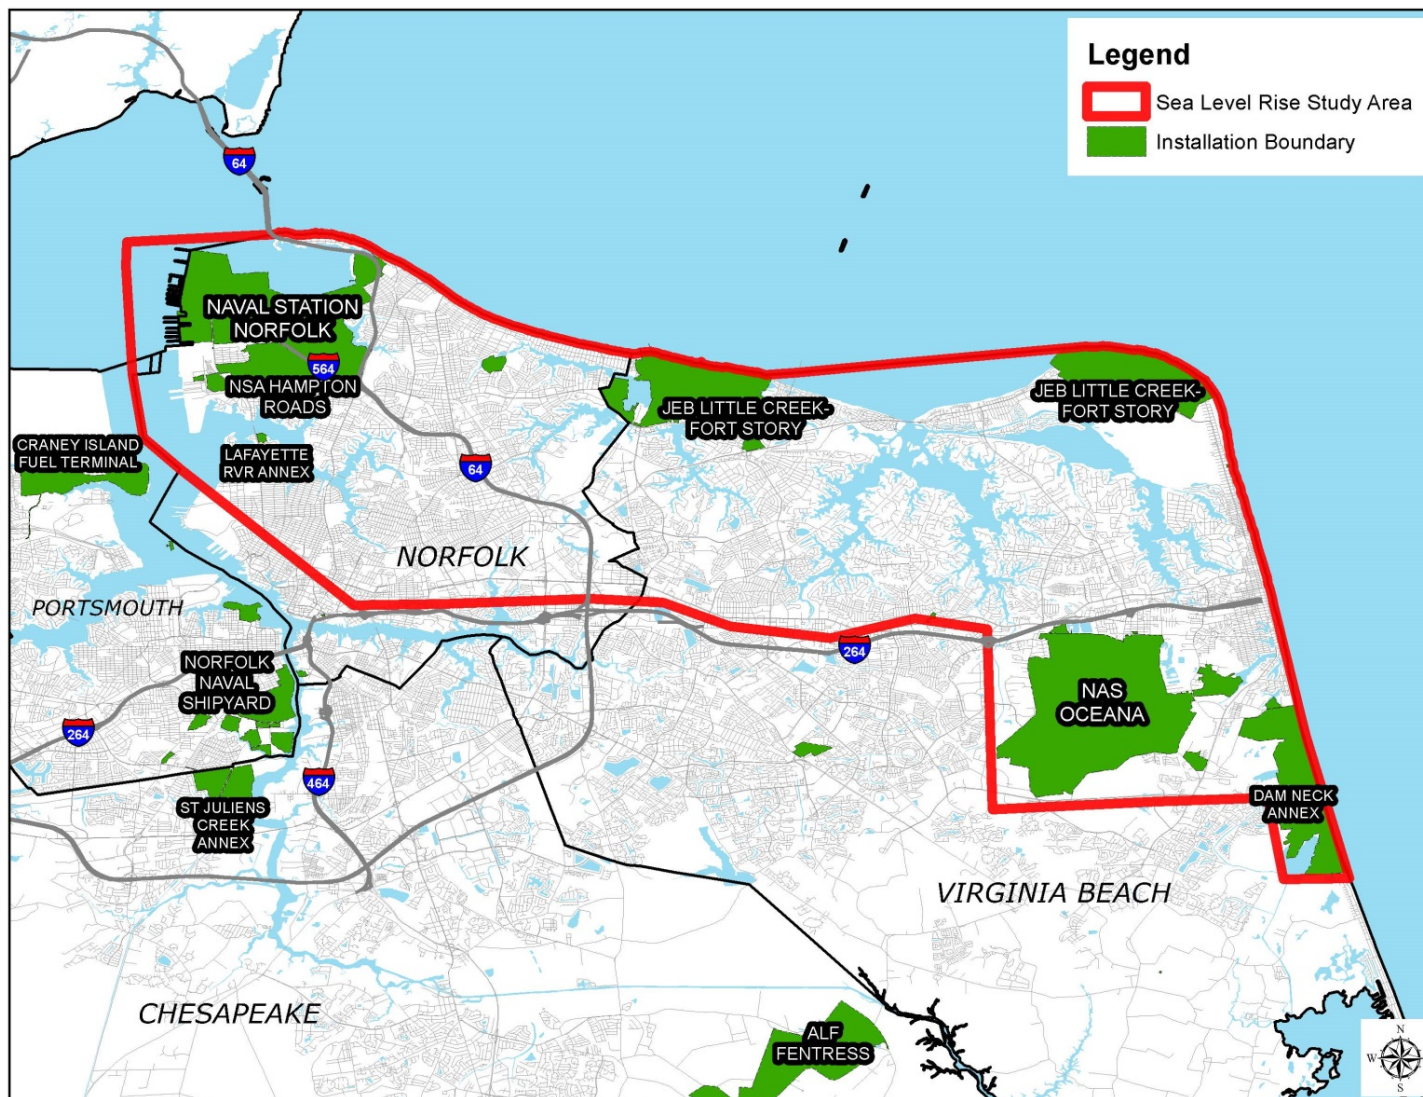 Legend
Sea Level Rise Study Area
Installation Boundary
64
NAVAL STATION
NORFOLK
564
NSA HAMPTON
ROADS
JEB LITTLE CREEK-
FORT STORY
JEB LITTLE CREEK-
FORT STORY
CRANEY ISLAND
FUEL TERMINAL
LAFAYETTE
RVR ANNEX
64
NORFOLK
PORTSMOUTH
264
NORFOLK
NAVAL
SHIPYARD
NAS
OCEANA
264
464
ST JULIENS
CREEK
ANNEX
DAM NECK
ANNEX
VIRGINIA BEACH
CHESAPEAKE
ALF
FENTRESS
N
W
E
S